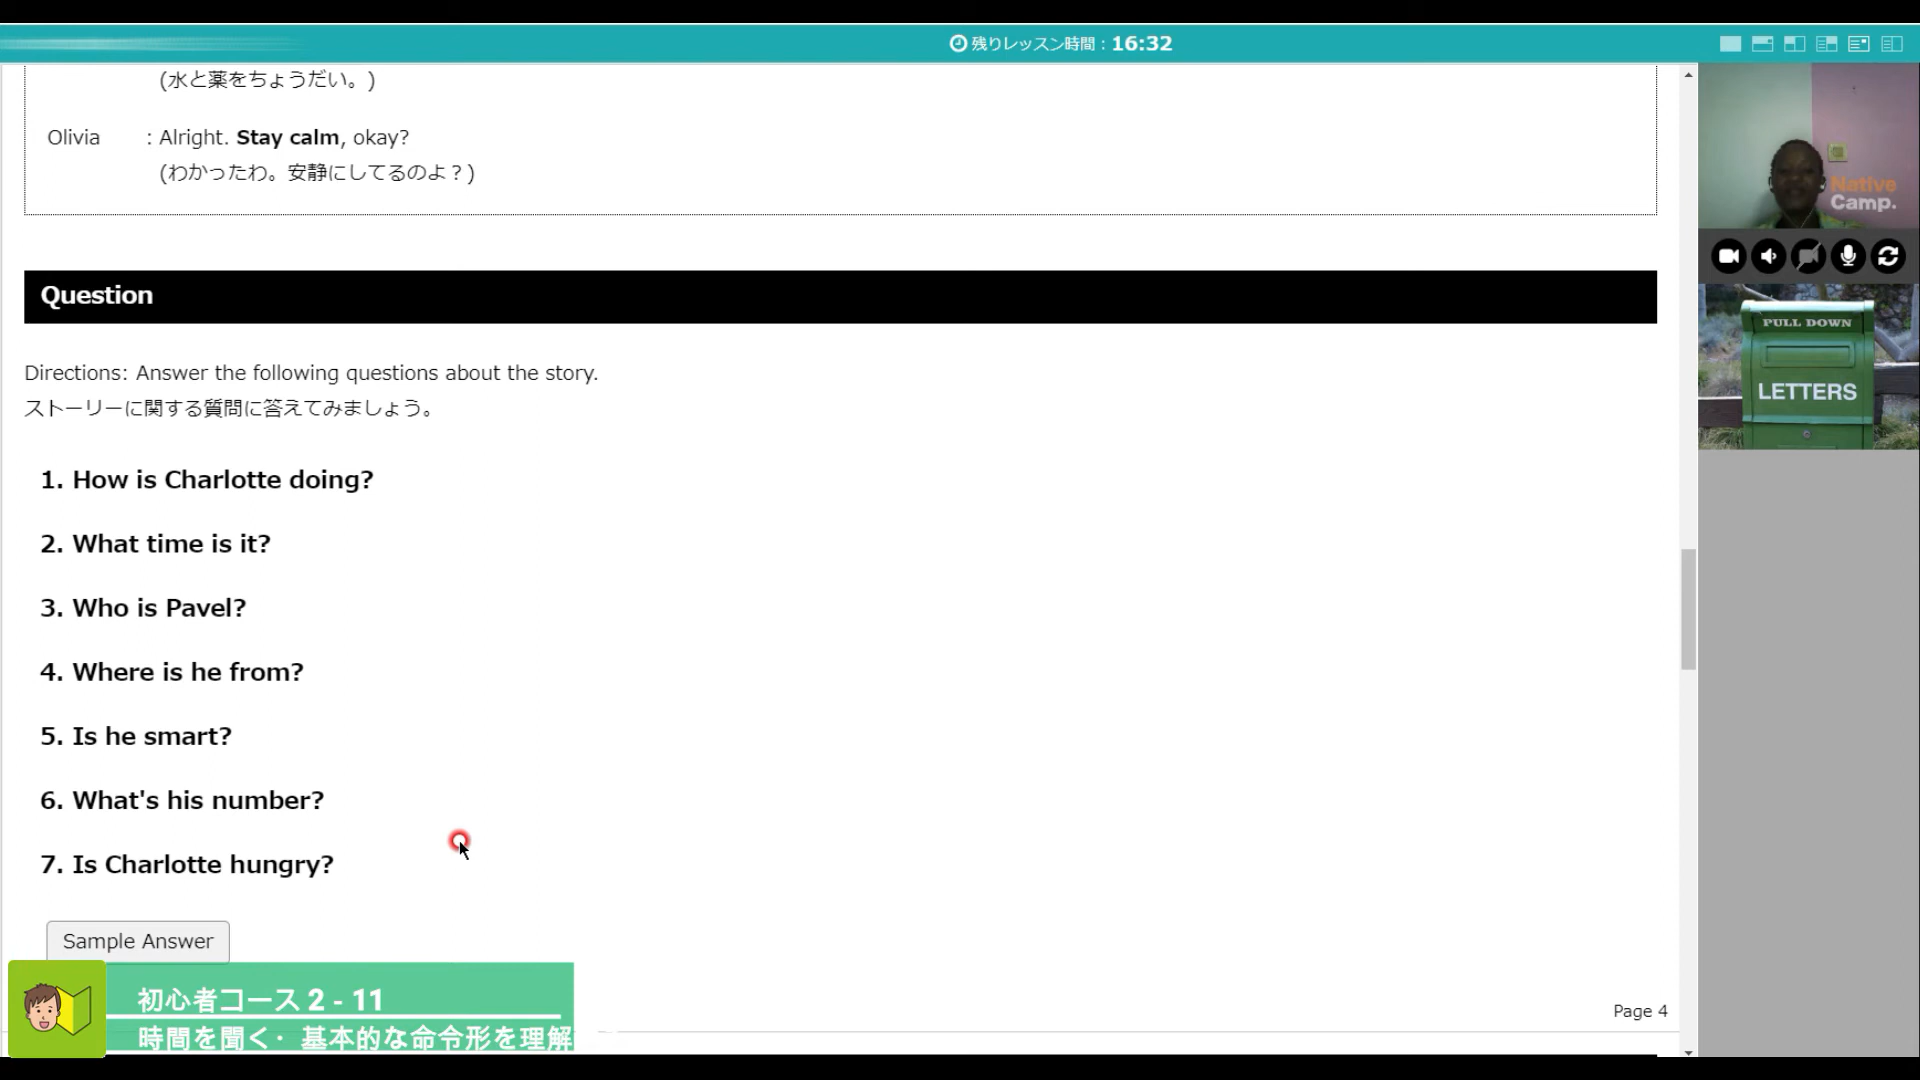 残りレッスン時間 : 16:32
(水と薬をちょうだい。)
Olivia : Alright. Stay calm, okay?
(わかったわ。安静にしてるのよ？)
Native
Camp.
PULL DOWN
LETTERS
Question
Directions: Answer the following questions about the story.
ストーリーに関する質問に答えてみましょう。
1. How is Charlotte doing?
2. What time is it?
3. Who is Pavel?
4. Where is he from?
5. Is he smart?
6. What's his number?
7. Is Charlotte hungry?
Sample Answer
Page 4
初心者コース 2 - 11
時間を聞く・基本的な命令形を理解